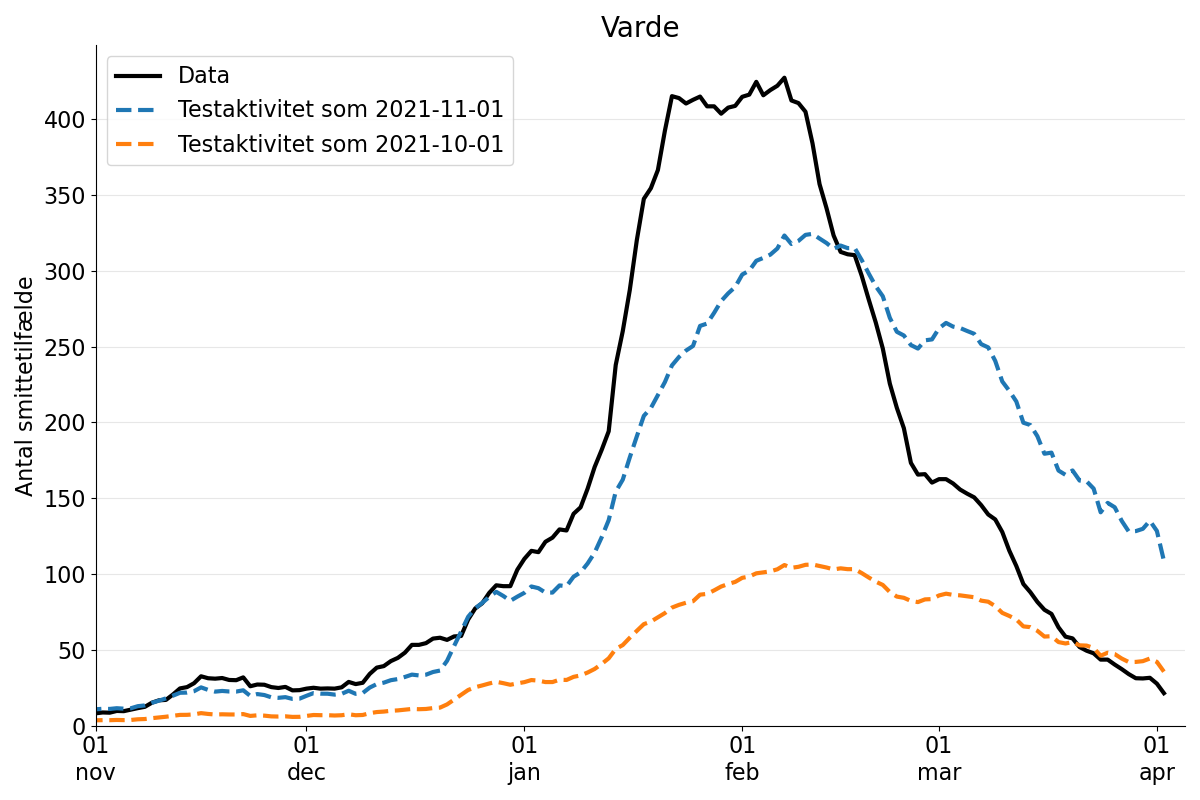 Varde
Data
Testaktivitet som 2021-11-01
Testaktivitet som 2021-10-01
Antal smittetilfælde
400
350
300
250
200
150
100
50
0
01 01 01 01 01 01
nov dec jan feb mar apr